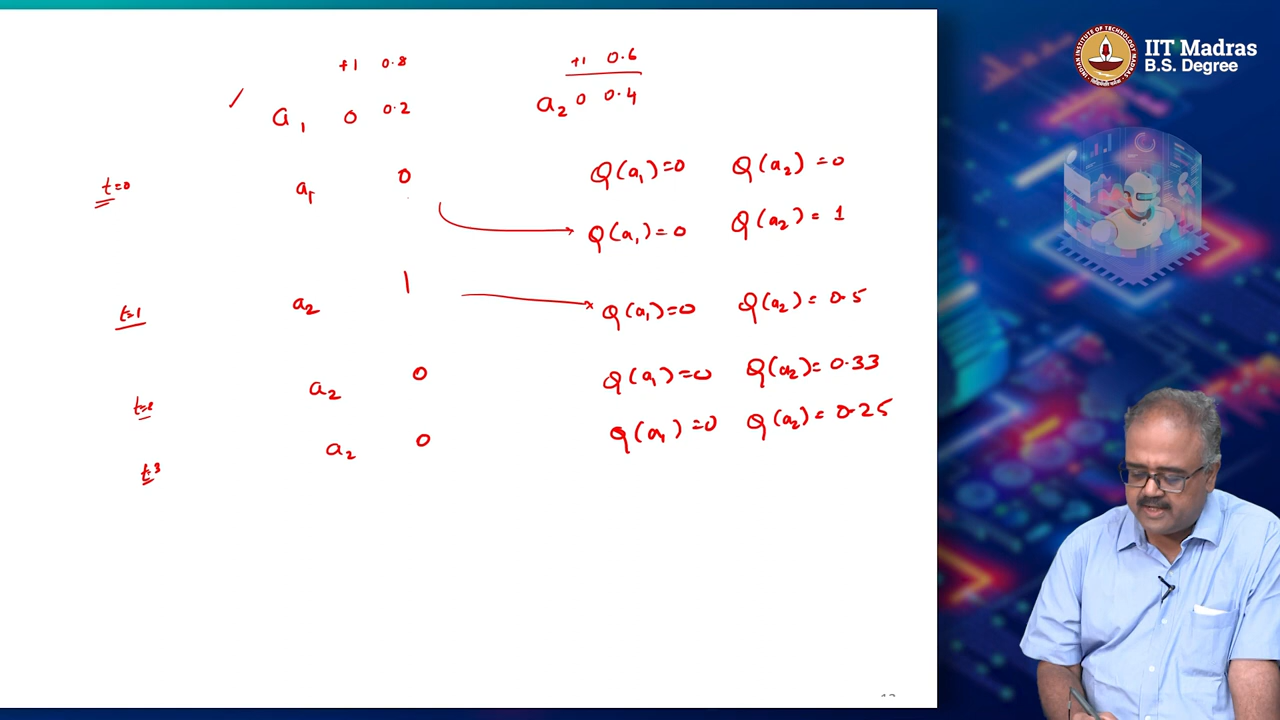 IIT Madras
B.S. Degree
+1 0.8
+1 0.6
a1 0 0.2
a2 0 0.4
t=0 a1 0 Q(a1)=0 Q(a2)=0
Q(a1)=0 Q(a2)=1
t=1 a2 1 Q(a1)=0 Q(a2)=0.5
a2 0 Q(a1)=0 Q(a2)=0.33
a2 0 Q(a1)=0 Q(a2)=0.25
t=3